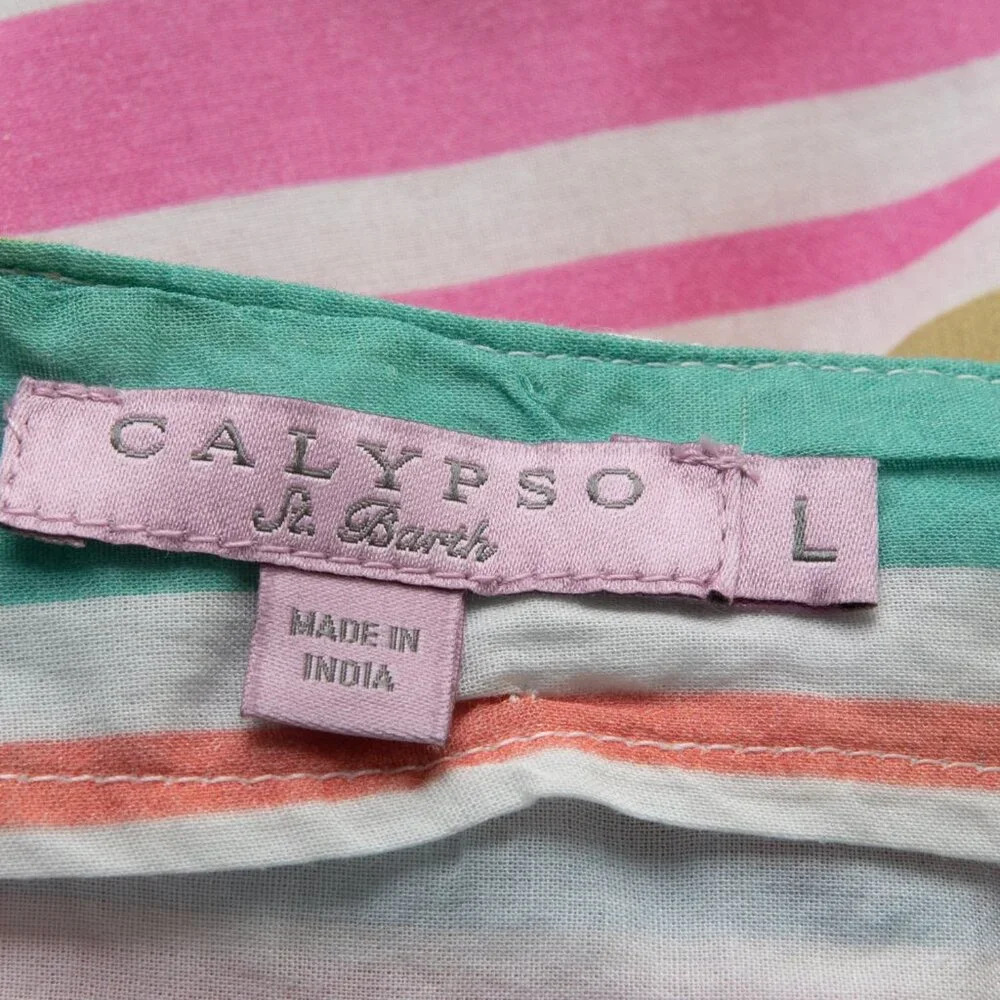 CALYPSO
St. Barth
L
MADE IN
INDIA